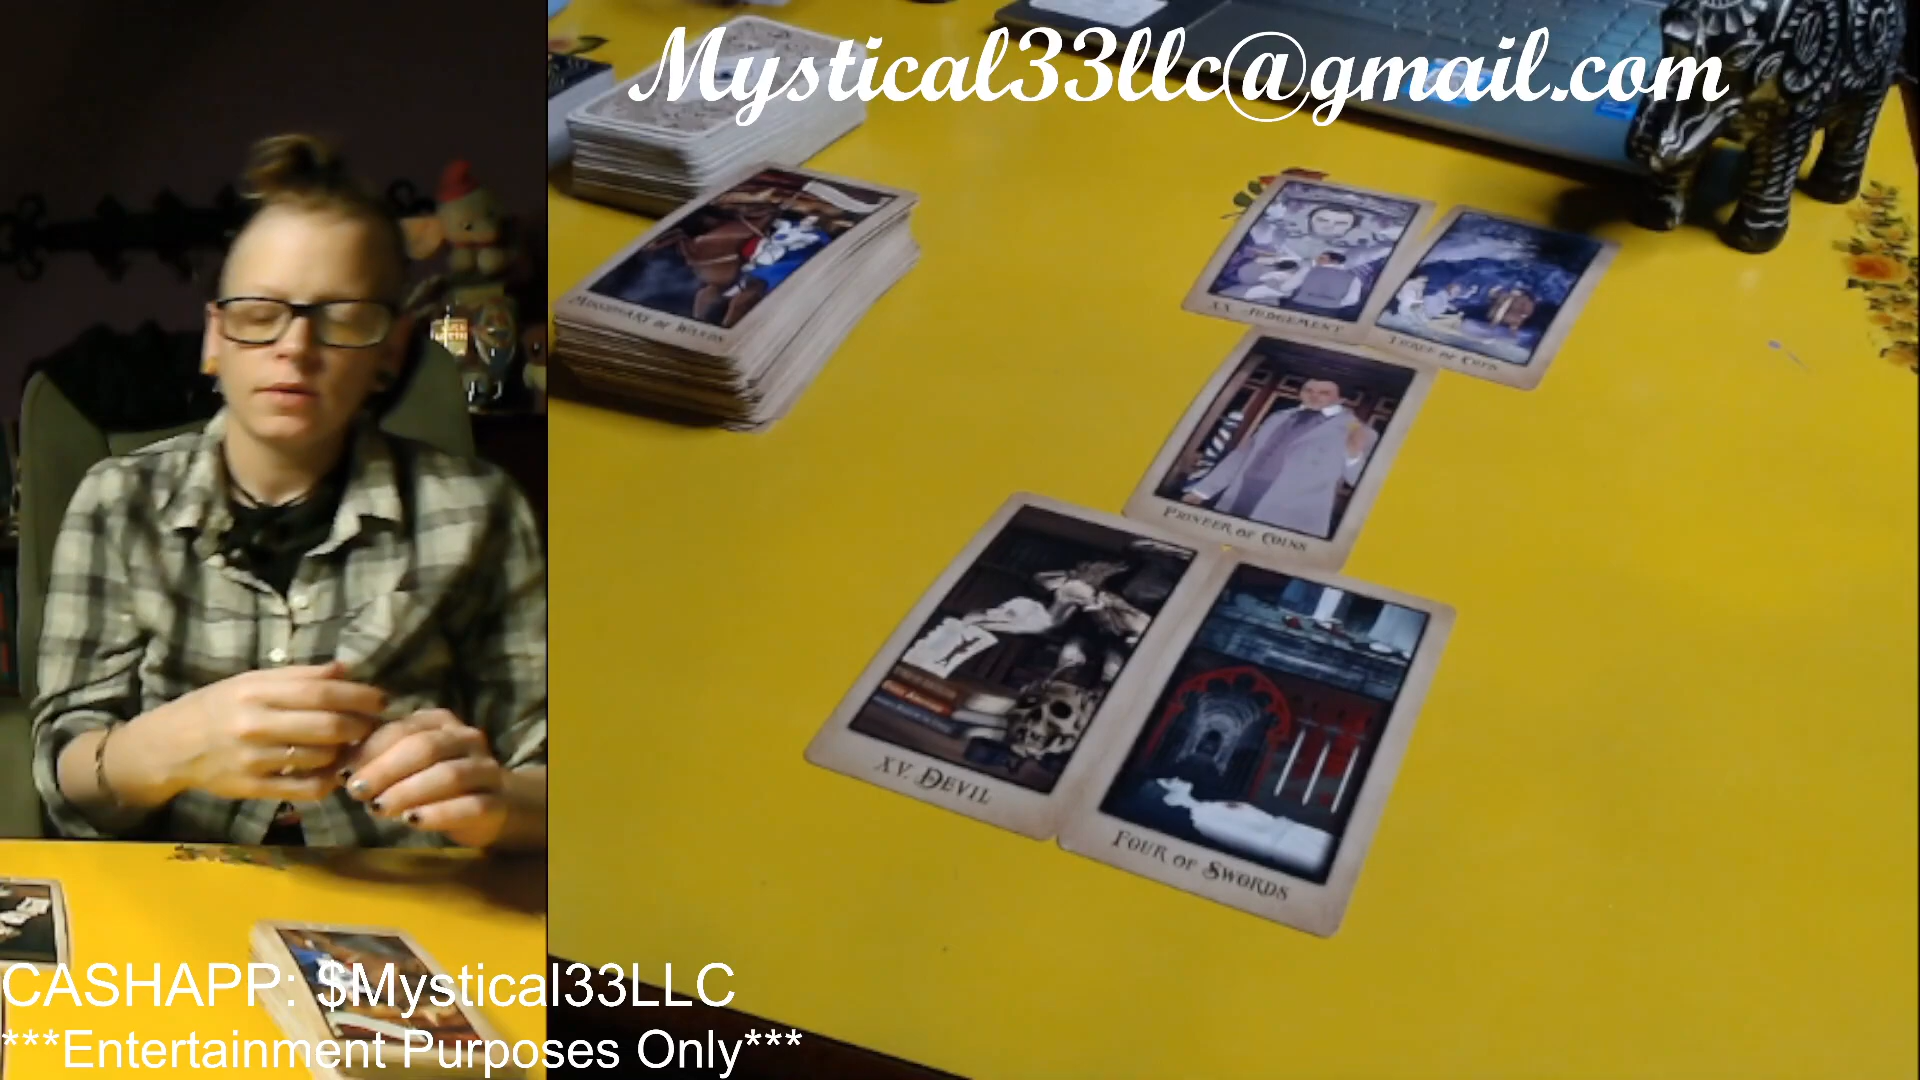 Mystical33llc@gmail.com
MISSIONARY OF WANDS
XX. JUDGEMENT
THREE OF CUPS
PIONEER OF COINS
XV. DEVIL
FOUR OF SWORDS
CASHAPP: $Mystical33LLC
***Entertainment Purposes Only***